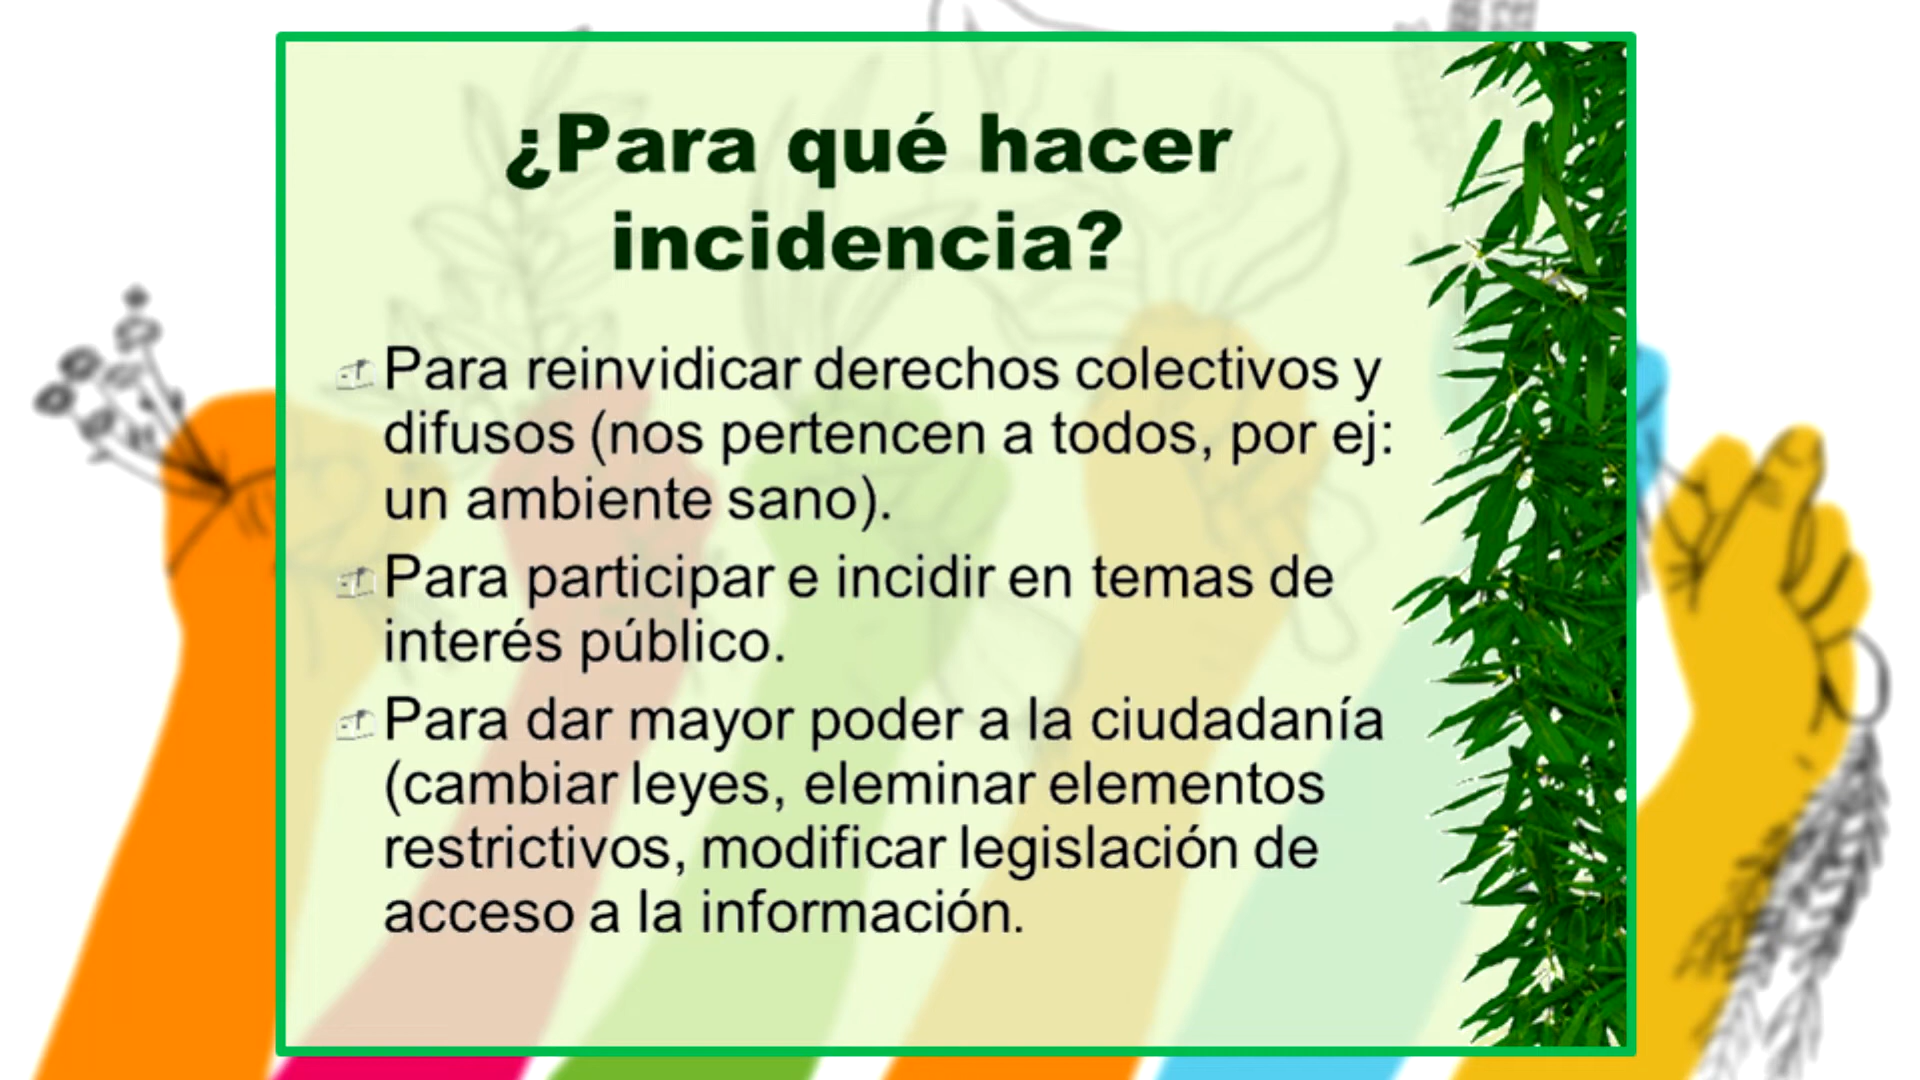 ¿Para qué hacer
incidencia?
Para reinvidicar derechos colectivos y
difusos (nos pertencen a todos, por ej:
un ambiente sano).
Para participar e incidir en temas de
interés público.
Para dar mayor poder a la ciudadanía
(cambiar leyes, eleminar elementos
restrictivos, modificar legislación de
acceso a la información.